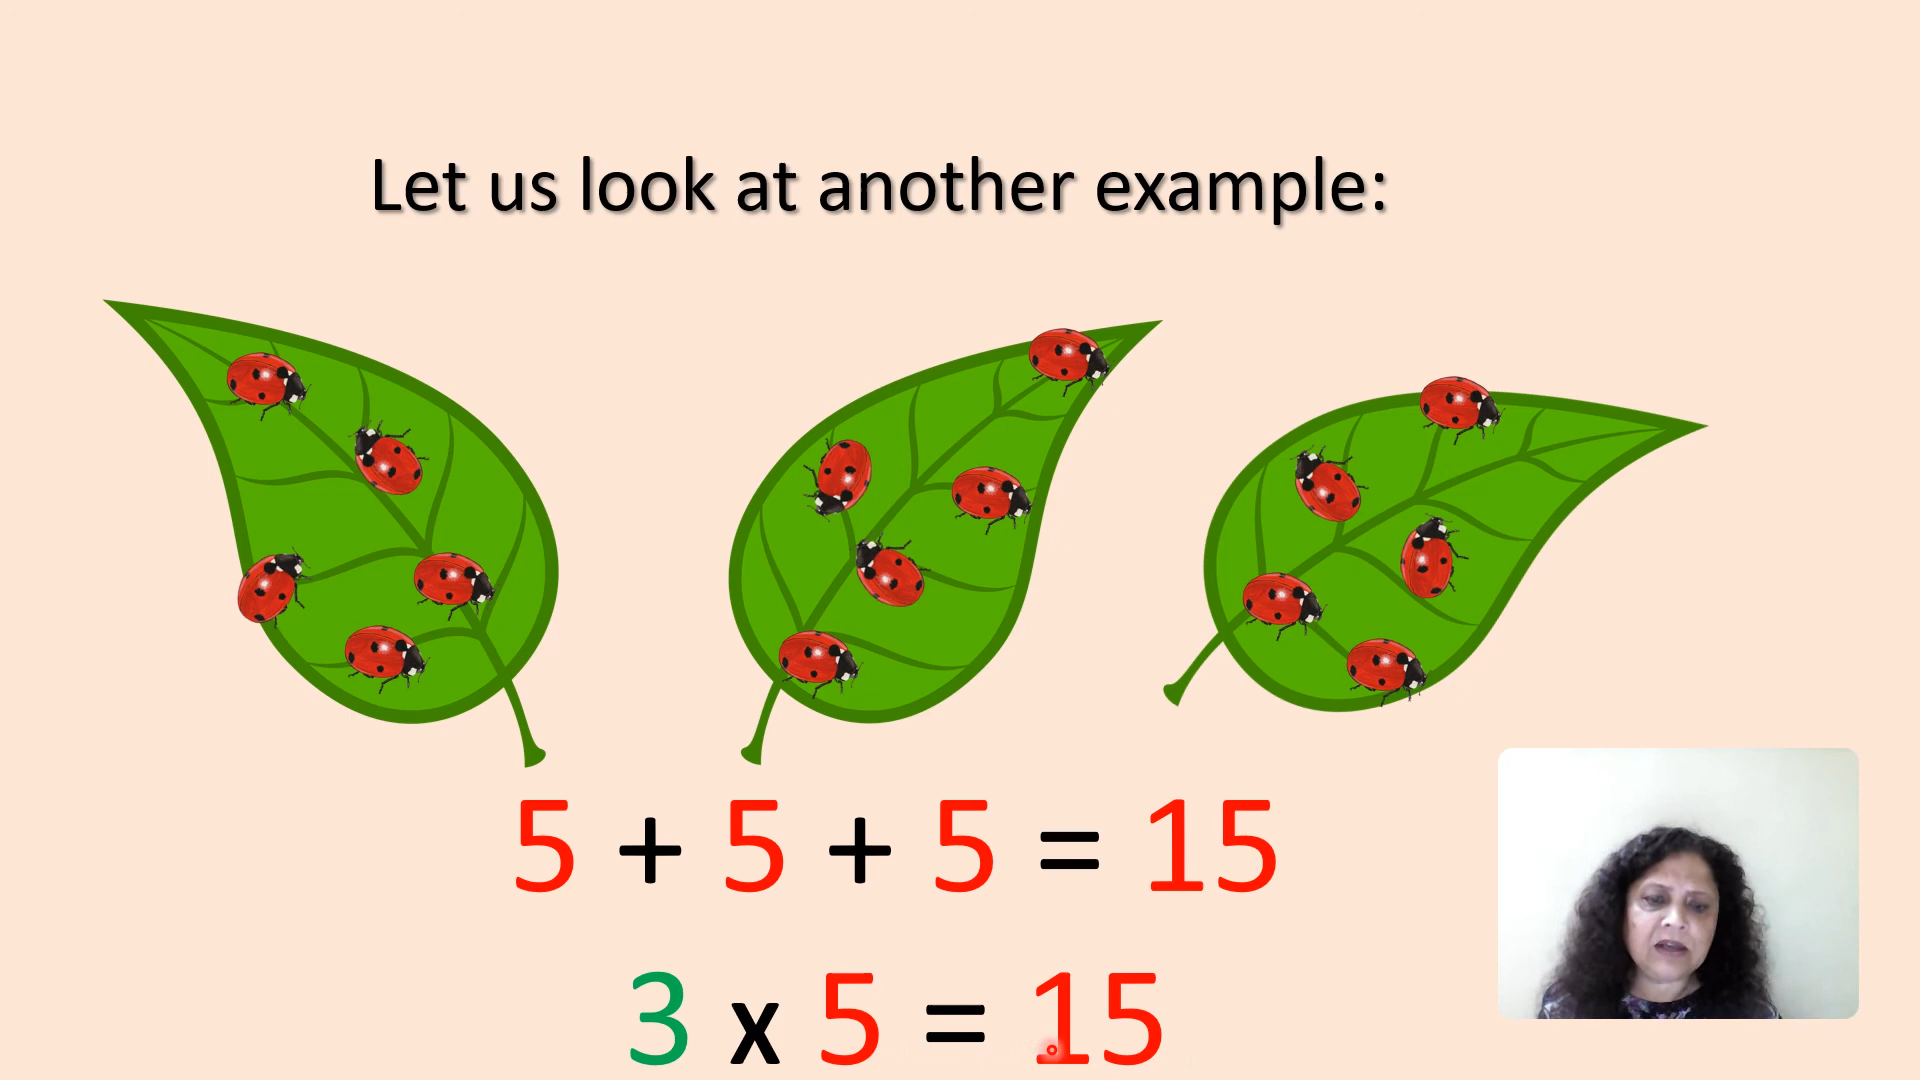 Let us look at another example:
5 + 5 + 5 = 15
3 x 5 = 15